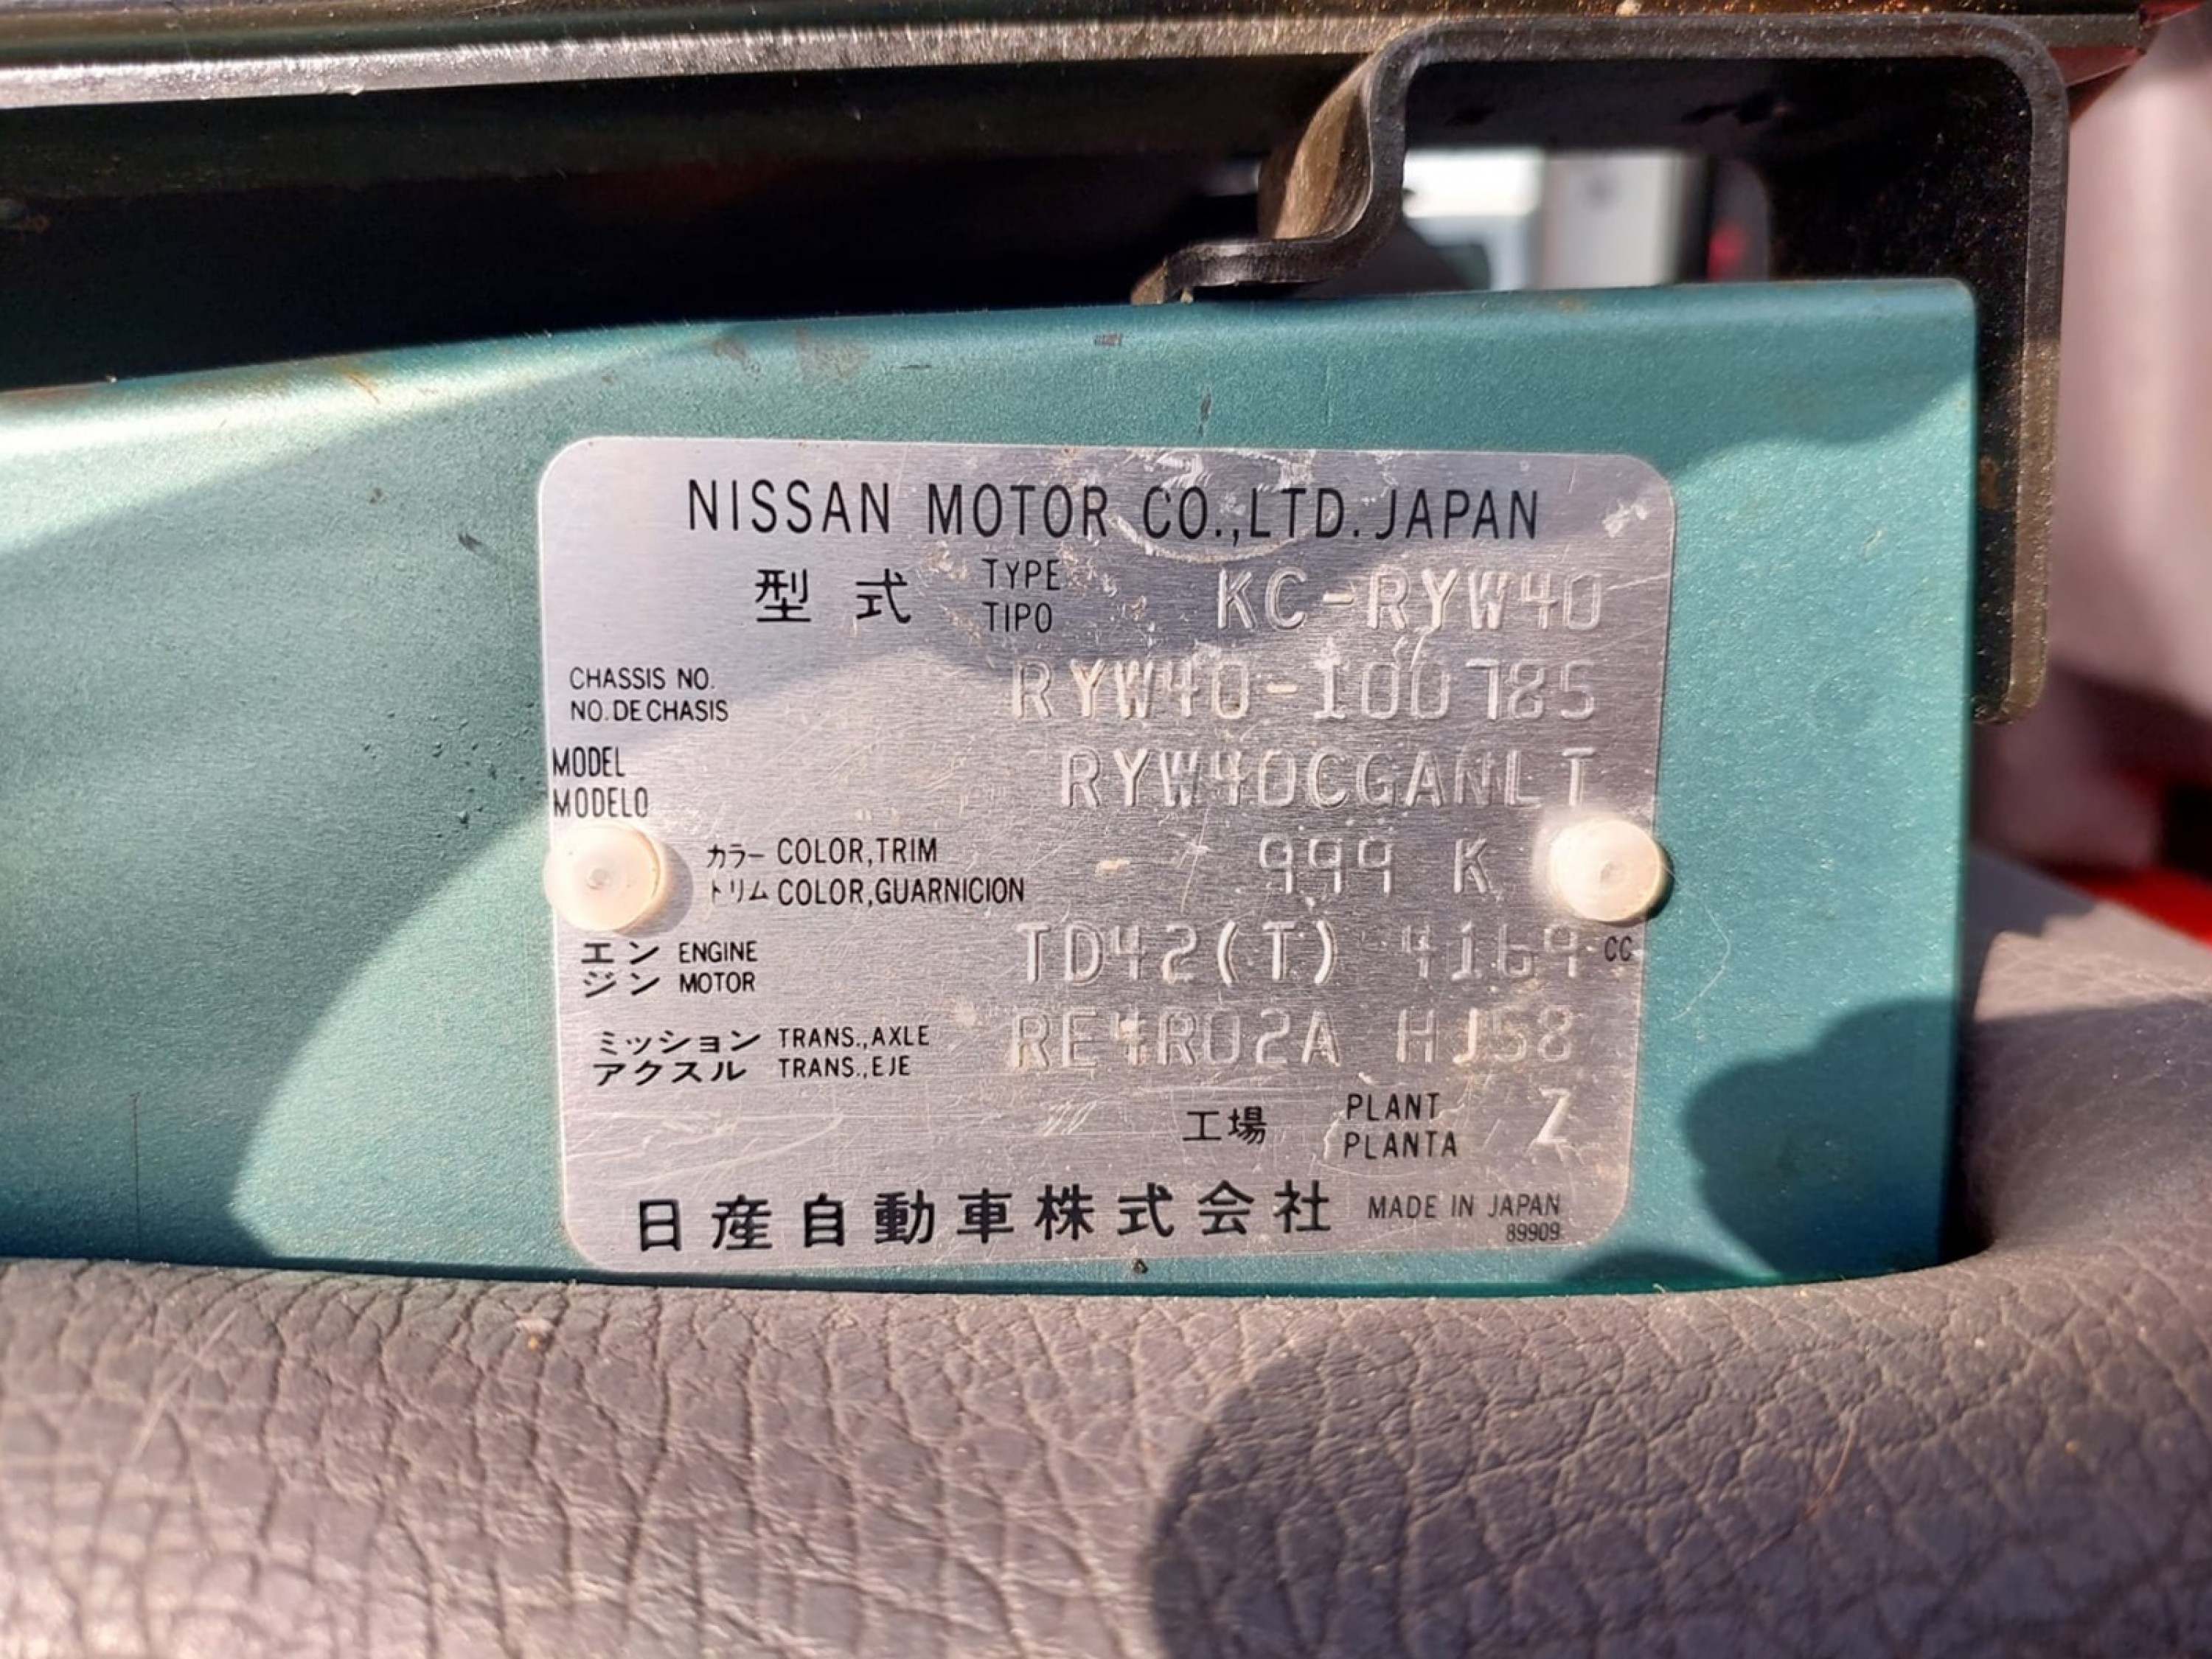 NISSAN MOTOR CO.,LTD. JAPAN
型式 TYPE KC-RYW40
TIPO
CHASSIS NO. RYW40-100785
NO. DE CHASIS
MODEL RYW40CGANLT
MODELO
カラー COLOR,TRIM 999 K
トリム COLOR,GUARNICION
エン ENGINE TD42(T) 4169 CC
ジン MOTOR
ミッション TRANS.,AXLE RE4R02A HJ58
アクスル TRANS.,EJE
工場 PLANT Z
PLANTA
日産自動車株式会社 MADE IN JAPAN
89909